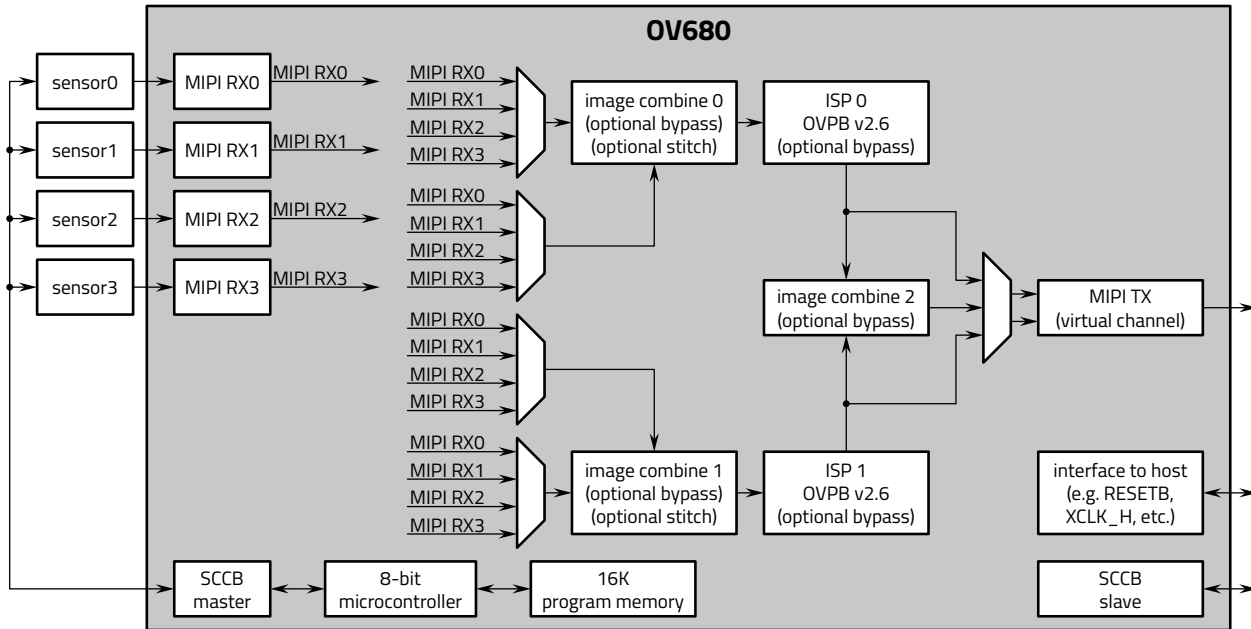 OV680
sensor0
MIPI RX0
MIPI RX0
sensor1
MIPI RX1
MIPI RX1
sensor2
MIPI RX2
MIPI RX2
sensor3
MIPI RX3
MIPI RX3
MIPI RX0
MIPI RX1
MIPI RX2
MIPI RX3
MIPI RX0
MIPI RX1
MIPI RX2
MIPI RX3
MIPI RX0
MIPI RX1
MIPI RX2
MIPI RX3
MIPI RX0
MIPI RX1
MIPI RX2
MIPI RX3
image combine 0
(optional bypass)
(optional stitch)
ISP 0
OVPB v2.6
(optional bypass)
image combine 2
(optional bypass)
MIPI TX
(virtual channel)
image combine 1
(optional bypass)
(optional stitch)
ISP 1
OVPB v2.6
(optional bypass)
interface to host
(e.g. RESETB,
XCLK_H, etc.)
SCCB
master
8-bit
microcontroller
16K
program memory
SCCB
slave